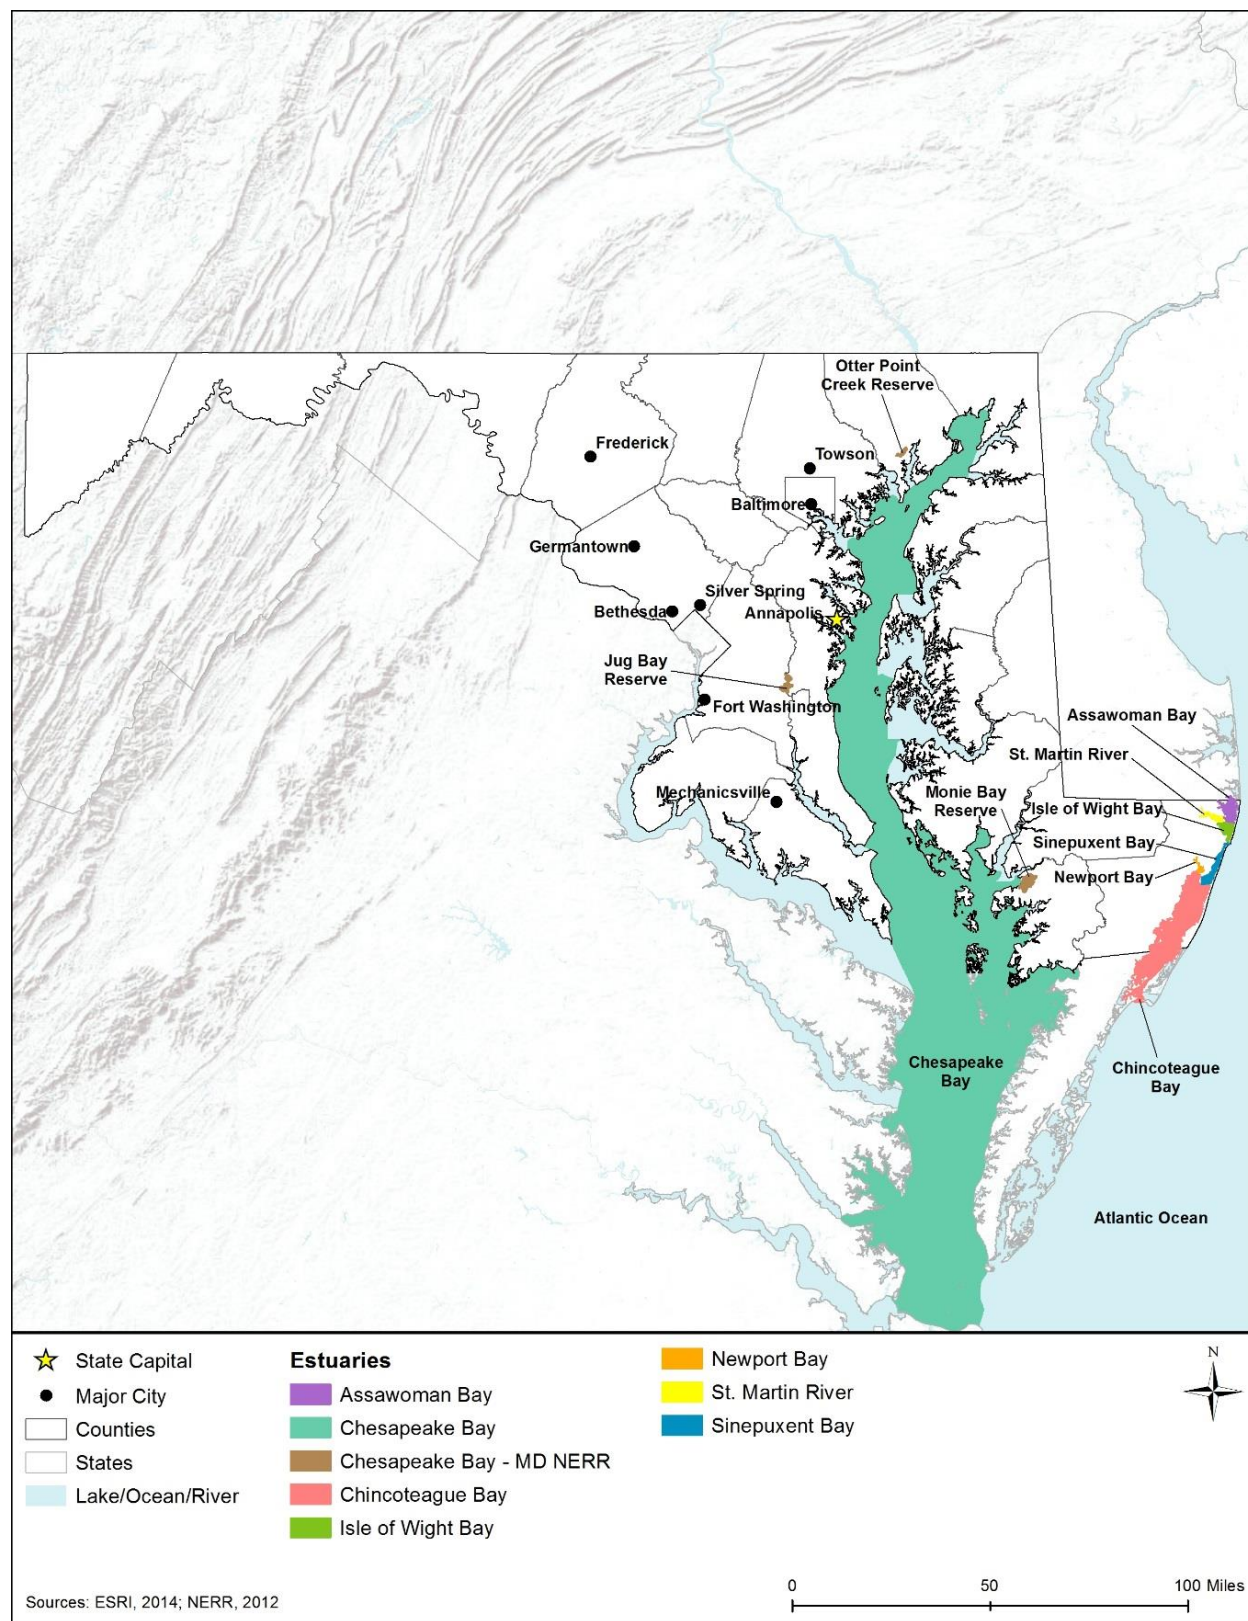 Otter Point
Creek Reserve
Frederick
Towson
Baltimore
Germantown
Silver Spring
Bethesda
Annapolis
Jug Bay
Reserve
Fort Washington
Assawoman Bay
St. Martin River
Mechanicsville
Monie Bay
Reserve
Isle of Wight Bay
Sinepuxent Bay
Newport Bay
Chesapeake
Bay
Chincoteague
Bay
Atlantic Ocean
State Capital
Major City
Counties
States
Lake/Ocean/River
Estuaries
Assawoman Bay
Chesapeake Bay
Chesapeake Bay - MD NERR
Chincoteague Bay
Isle of Wight Bay
Newport Bay
St. Martin River
Sinepuxent Bay
N
0 50 100 Miles
Sources: ESRI, 2014; NERR, 2012